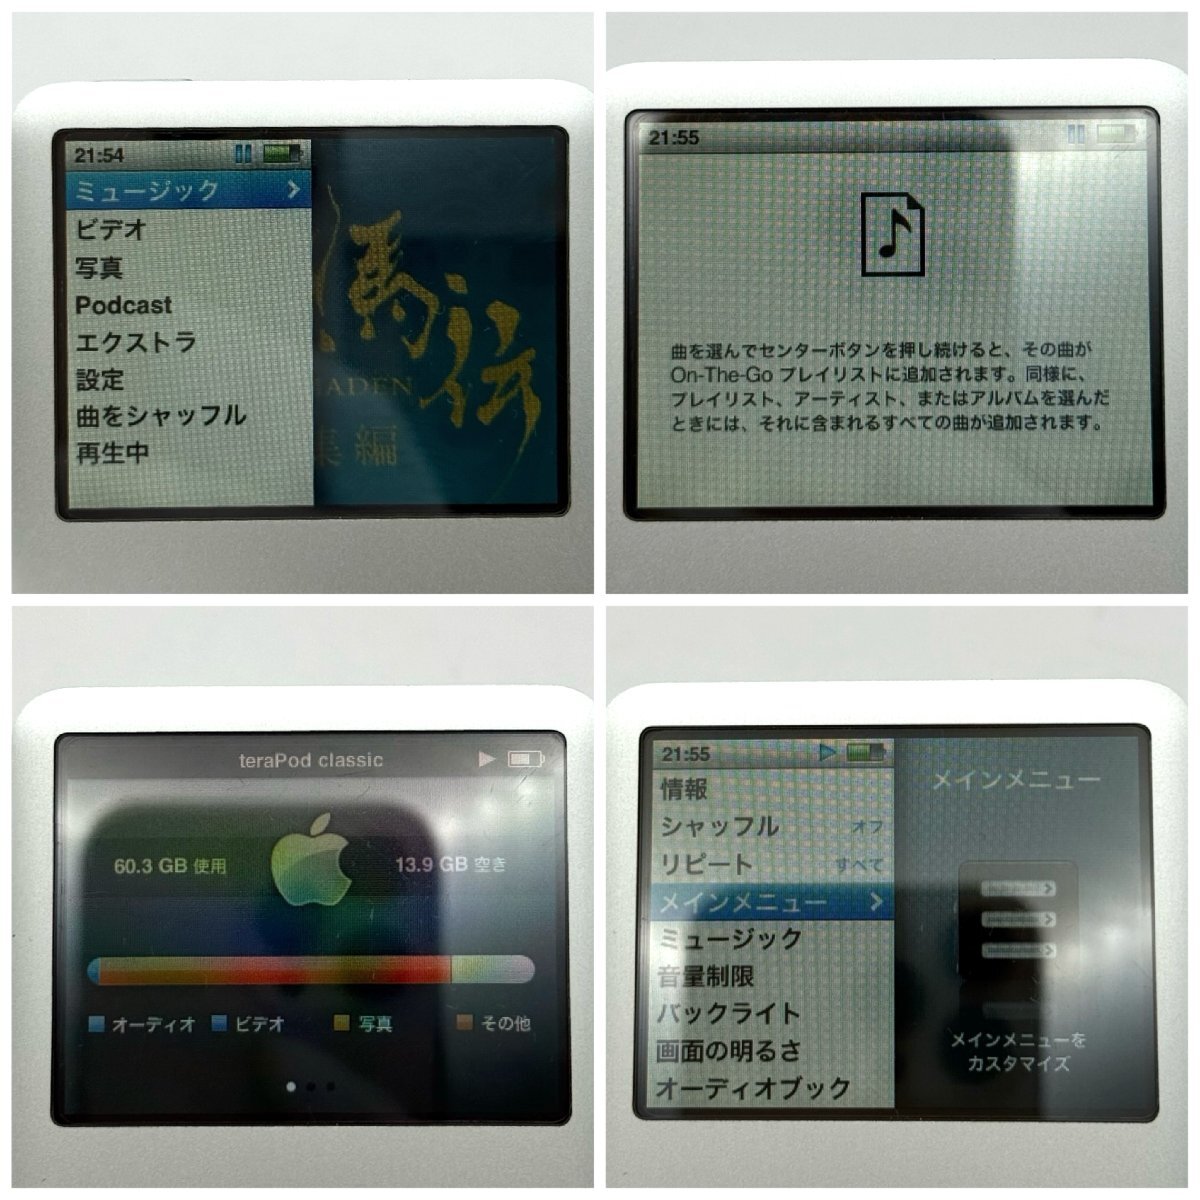 21:54
ミュージック
ビデオ
写真
Podcast
エクストラ
設定
曲をシャッフル
再生中
馬伝
ADEN
集編
21:55
曲を選んでセンターボタンを押し続けると、その曲が
On-The-Go プレイリストに追加されます。同様に、
プレイリスト、アーティスト、またはアルバムを選んだ
ときには、それに含まれるすべての曲が追加されます。
teraPod classic
60.3 GB 使用
13.9 GB 空き
オーディオ
ビデオ
写真
その他
21:55
情報
シャッフル オフ
リピート すべて
メインメニュー
ミュージック
音量制限
バックライト
画面の明るさ
オーディオブック
メインメニュー
メインメニューを
カスタマイズ